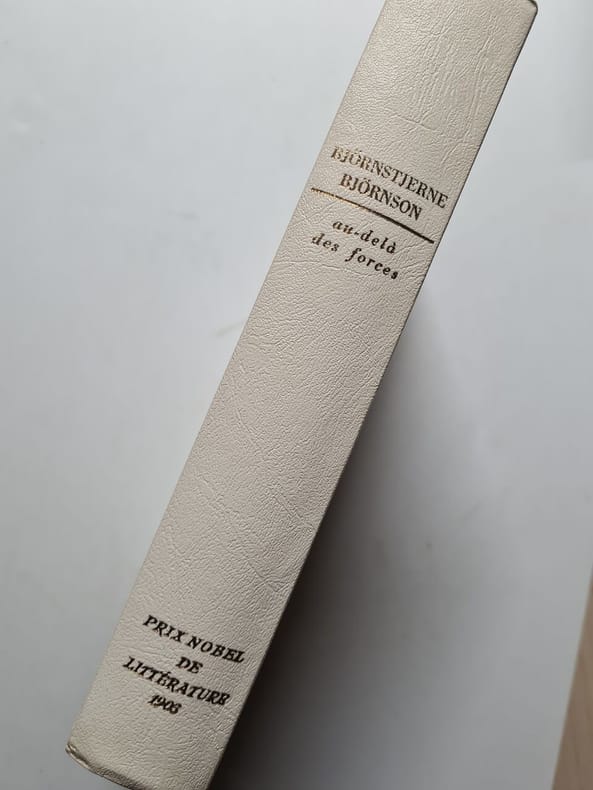 BJÖRNSTJERNE
BJÖRNSON
au-delà
des forces
PRIX NOBEL
DE
LITTÉRATURE
1903